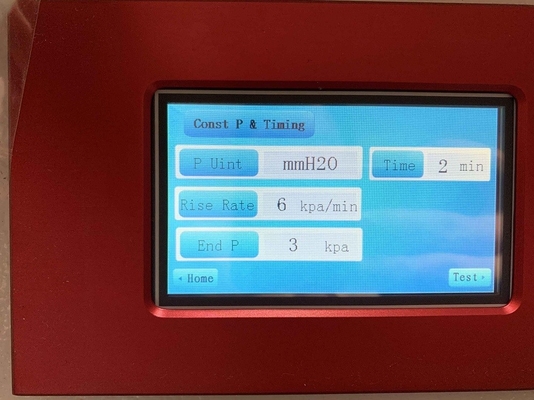 Const P & Timing
P Uint mmH2O Time 2 min
Rise Rate 6 kpa/min
End P 3 kpa
Home Test